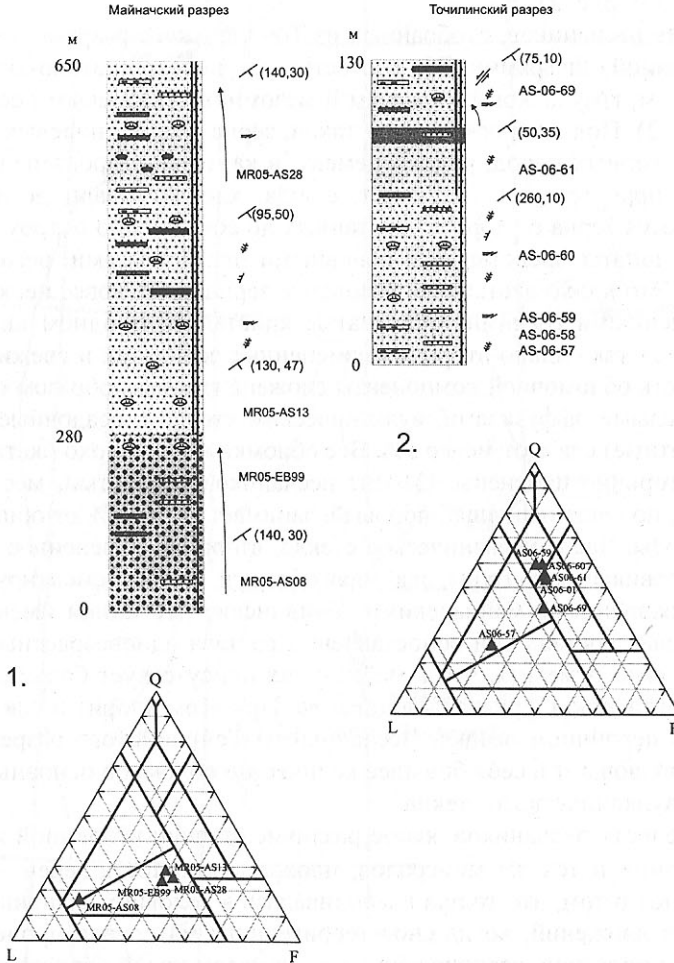 Майначский разрез
м
650
(140,30)
MR05-AS28
(95,50)
(130, 47)
MR05-AS13
280
MR05-EB99
(140, 30)
MR05-AS08
0
Точилинский разрез
м
130
(75,10)
AS-06-69
(50,35)
AS-06-61
(260,10)
AS-06-60
AS-06-59
AS-06-58
AS-06-57
0
1.
Q
MR05-AS13
MR05-EB99
MR05-AS28
MR05-AS08
L
F
2.
Q
AS06-59
AS06-60
AS06-61
AS06-01
AS06-69
AS06-57
L